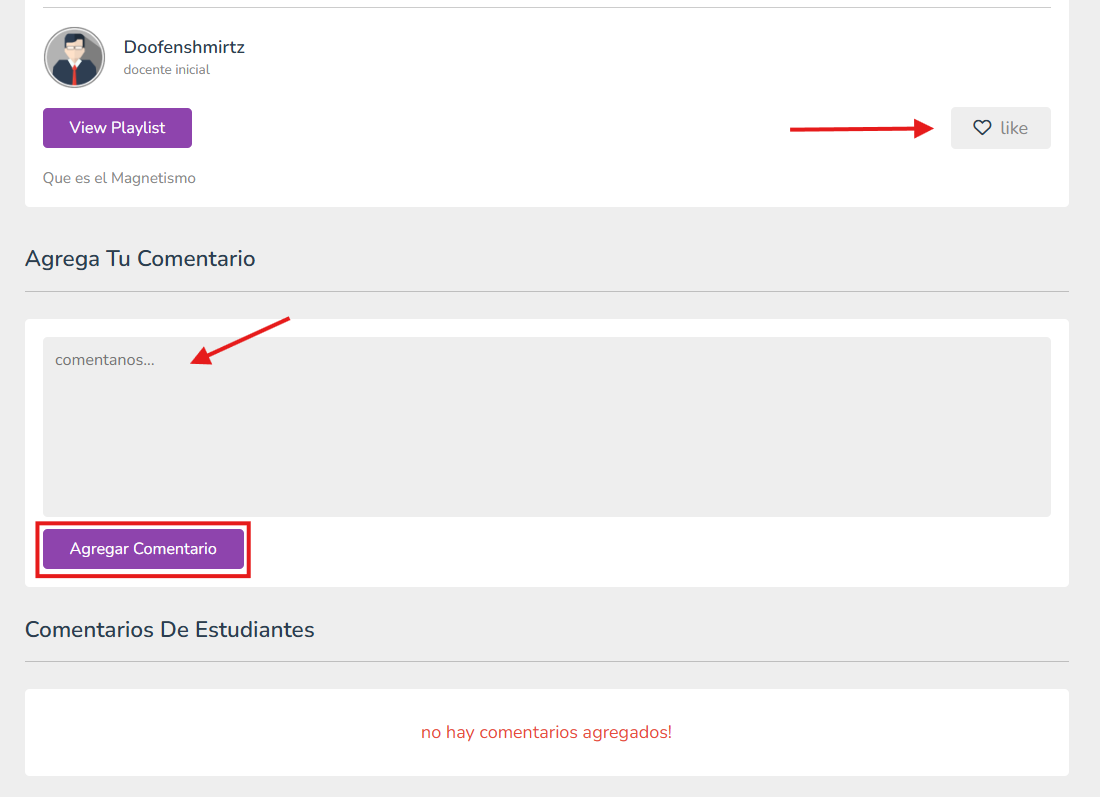 Doofenshmirtz
docente inicial
View Playlist
like
Que es el Magnetismo
Agrega Tu Comentario
comentanos...
Agregar Comentario
Comentarios De Estudiantes
no hay comentarios agregados!